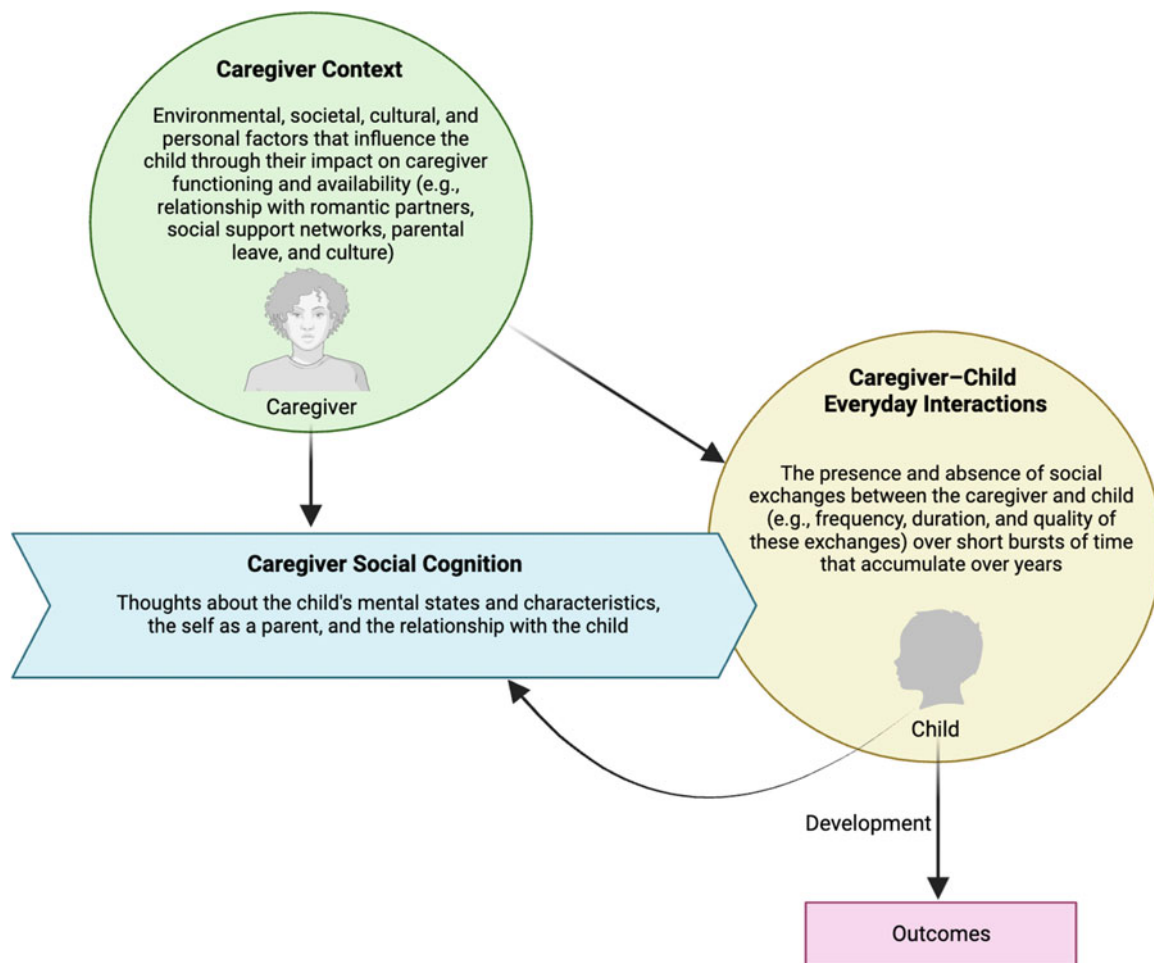 Caregiver Context
Environmental, societal, cultural, and
personal factors that influence the
child through their impact on caregiver
functioning and availability (e.g.,
relationship with romantic partners,
social support networks, parental
leave, and culture)
Caregiver
Caregiver–Child
Everyday Interactions
The presence and absence of social
exchanges between the caregiver and child
(e.g., frequency, duration, and quality of
these exchanges) over short bursts of time
that accumulate over years
Caregiver Social Cognition
Thoughts about the child's mental states and characteristics,
the self as a parent, and the relationship with the child
Child
Development
Outcomes